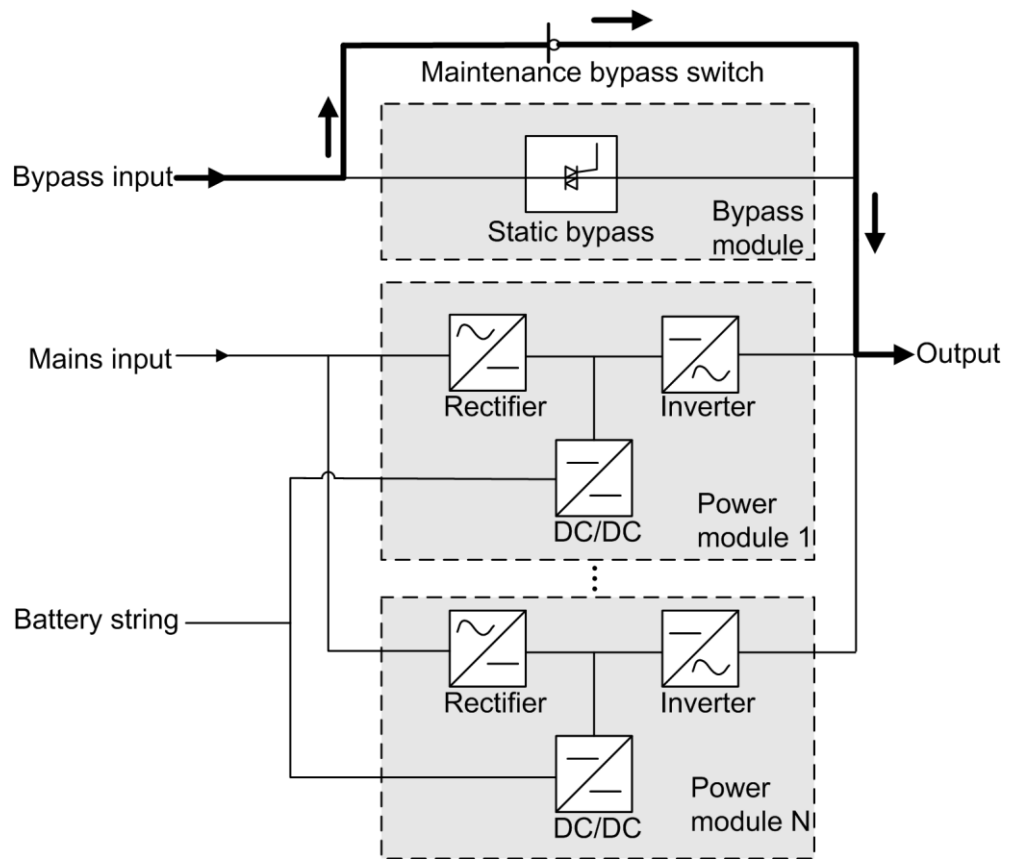 Maintenance bypass switch
Bypass input
Static bypass
Bypass
module
Mains input
Rectifier
Inverter
Output
DC/DC
Power
module 1
Battery string
Rectifier
Inverter
DC/DC
Power
module N